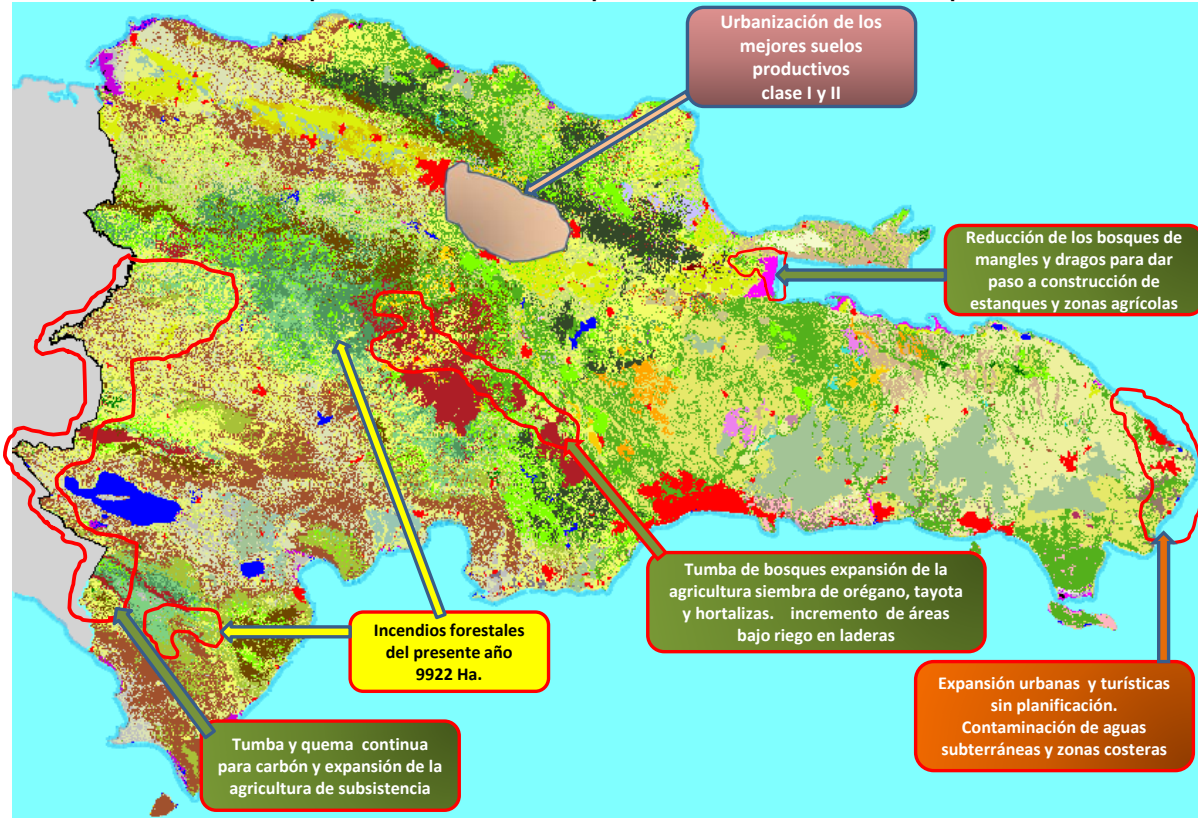 Urbanización de los
mejores suelos
productivos
clase I y II
Reducción de los bosques de
mangles y dragos para dar
paso a construcción de
estanques y zonas agrícolas
Tumba de bosques expansión de la
agricultura siembra de orégano, tayota
y hortalizas. incremento de áreas
bajo riego en laderas
Incendios forestales
del presente año
9922 Ha.
Expansión urbanas y turísticas
sin planificación.
Contaminación de aguas
subterráneas y zonas costeras
Tumba y quema continua
para carbón y expansión de la
agricultura de subsistencia